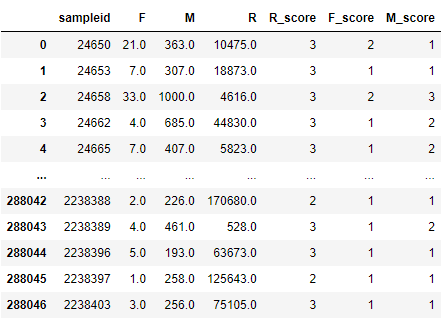 sampleid F M R R_score F_score M_score
0 24650 21.0 363.0 10475.0 3 2 1
1 24653 7.0 307.0 18873.0 3 1 1
2 24658 33.0 1000.0 4616.0 3 2 3
3 24662 4.0 685.0 44830.0 3 1 2
4 24665 7.0 407.0 5823.0 3 1 2
... ... ... ... ... ... ... ...
288042 2238388 2.0 226.0 170680.0 2 1 1
288043 2238389 4.0 461.0 528.0 3 1 2
288044 2238396 5.0 193.0 63673.0 3 1 1
288045 2238397 1.0 258.0 125643.0 2 1 1
288046 2238403 3.0 256.0 75105.0 3 1 1